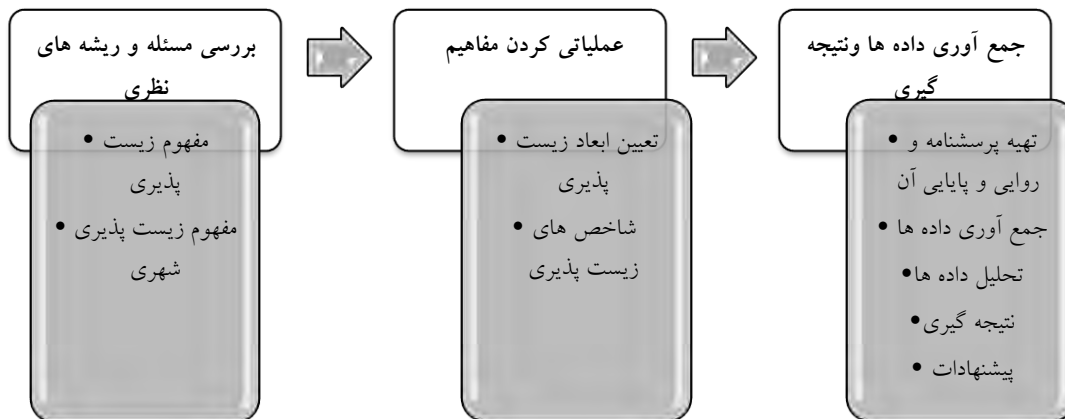 بررسی مسئله و ریشه های
نظری
• مفهوم زیست
پذیری
• مفهوم زیست پذیری
شهری
عملیاتی کردن مفاهیم
• تعیین ابعاد زیست
پذیری
• شاخص های
زیست پذیری
جمع آوری داده ها ونتیجه
گیری
• تهیه پرسشنامه و
روایی و پایایی آن
• جمع آوری داده ها
• تحلیل داده ها
• نتیجه گیری
• پیشنهادات